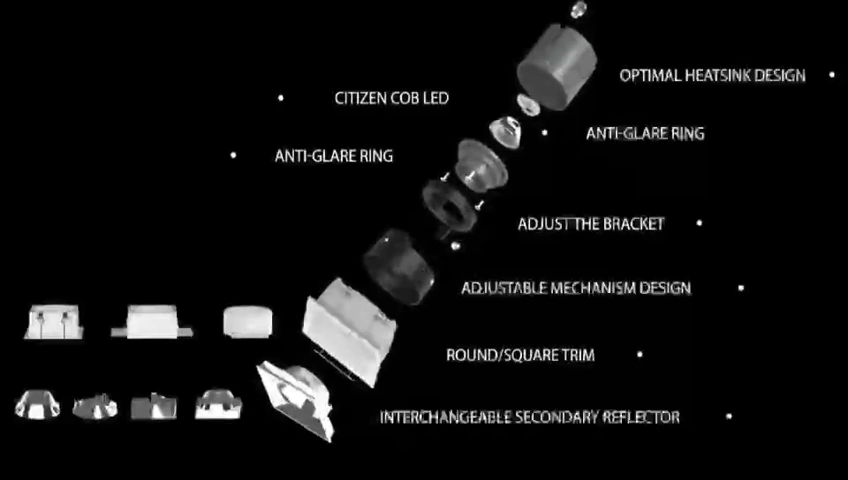 OPTIMAL HEATSINK DESIGN
CITIZEN COB LED
ANTI-GLARE RING
ANTI-GLARE RING
ADJUST THE BRACKET
ADJUSTABLE MECHANISM DESIGN
ROUND/SQUARE TRIM
INTERCHANGEABLE SECONDARY REFLECTOR